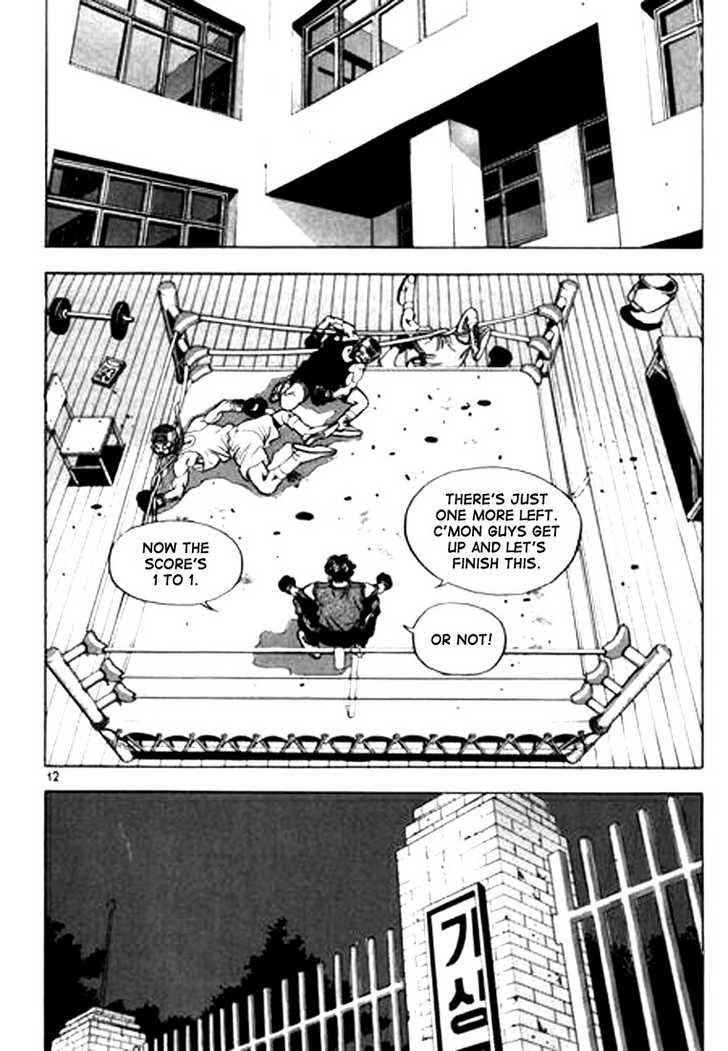 NOW THE
SCORE'S
1 TO 1.
THERE'S JUST
ONE MORE LEFT.
C'MON GUYS GET
UP AND LET'S
FINISH THIS.
OR NOT!
12
기
상